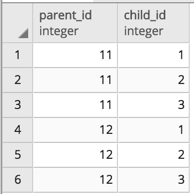 parent_id child_id
integer integer
1 11 1
2 11 2
3 11 3
4 12 1
5 12 2
6 12 3